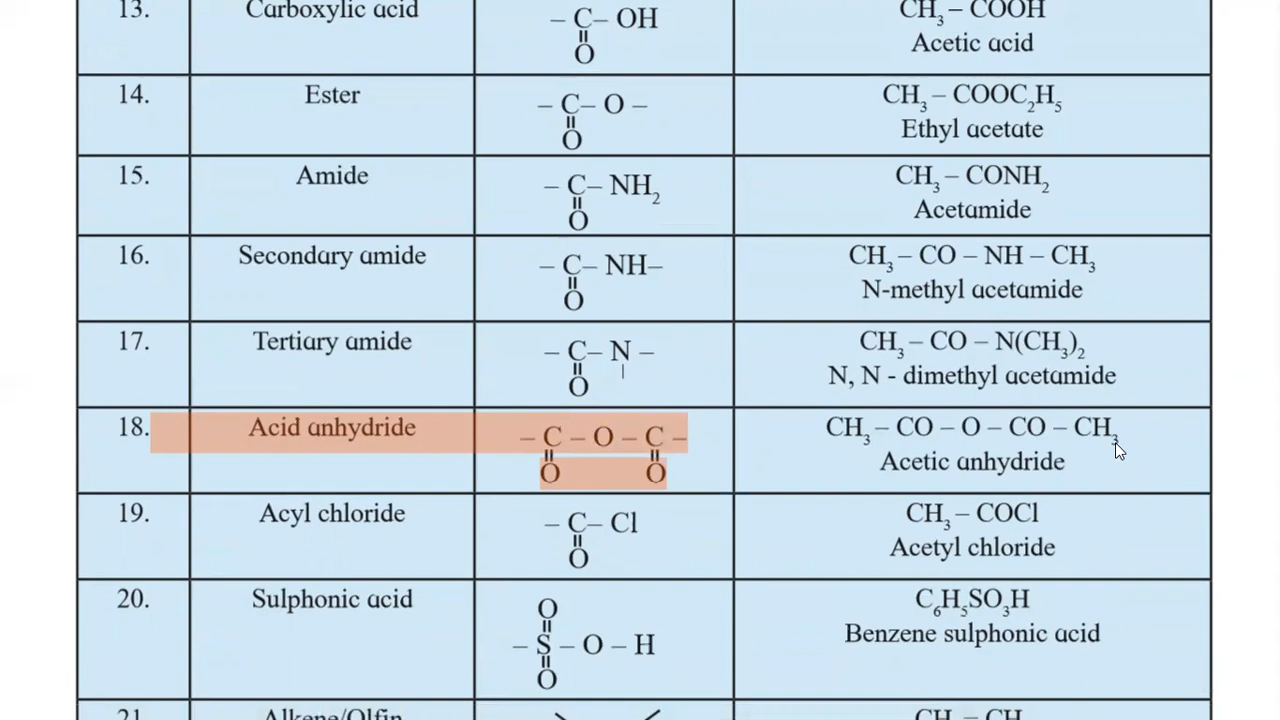 13. Carboxylic acid – C– OH CH₃ – COOH
O Acetic acid
14. Ester – C– O – CH₃ – COOC₂H₅
O Ethyl acetate
15. Amide – C– NH₂ CH₃ – CONH₂
O Acetamide
16. Secondary amide – C– NH– CH₃ – CO – NH – CH₃
O N-methyl acetamide
17. Tertiary amide – C– N – CH₃ – CO – N(CH₃)₂
O N, N - dimethyl acetamide
18. Acid anhydride – C – O – C – CH₃ – CO – O – CO – CH₃
O O Acetic anhydride
19. Acyl chloride – C– Cl CH₃ – COCl
O Acetyl chloride
20. Sulphonic acid O C₆H₅SO₃H
– S – O – H Benzene sulphonic acid
O
21. Alkene/Olfin